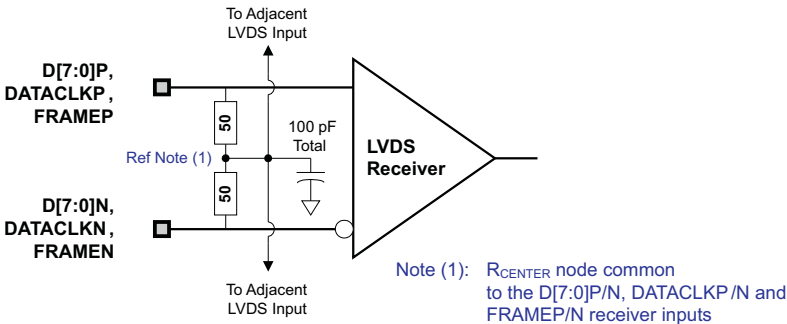 To Adjacent
LVDS Input
D[7:0]P,
DATACLKP,
FRAMEP
50
100 pF
Total
LVDS
Receiver
Ref Note (1)
50
D[7:0]N,
DATACLKN,
FRAMEN
To Adjacent
LVDS Input
Note (1): RCENTER node common
to the D[7:0]P/N, DATACLKP/N and
FRAMEP/N receiver inputs